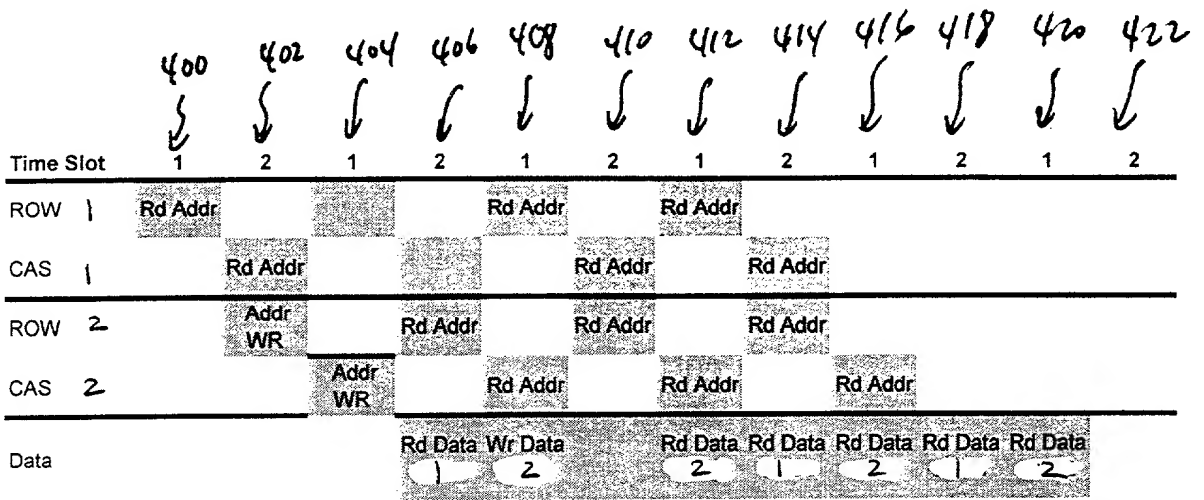 400 402 404 406 408 410 412 414 416 418 420 422
Time Slot 1 2 1 2 1 2 1 2 1 2 1 2
ROW 1 Rd Addr Rd Addr Rd Addr
CAS 1 Rd Addr Rd Addr Rd Addr
ROW 2 Addr WR Rd Addr Rd Addr Rd Addr
CAS 2 Addr WR Rd Addr Rd Addr Rd Addr
Data Rd Data Wr Data Rd Data Rd Data Rd Data Rd Data Rd Data
1 2 2 1 2 1 2